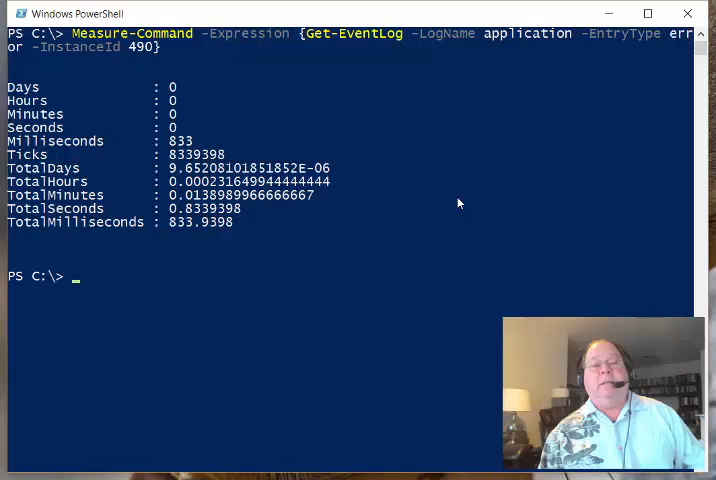 Windows PowerShell
PS C:\> Measure-Command -Expression {Get-EventLog -LogName application -EntryType err
or -InstanceId 490}
Days : 0
Hours : 0
Minutes : 0
Seconds : 0
Milliseconds : 833
Ticks : 8339398
TotalDays : 9.65208101851852E-06
TotalHours : 0.000231649944444444
TotalMinutes : 0.0138989966666667
TotalSeconds : 0.8339398
TotalMilliseconds : 833.9398
PS C:\> _